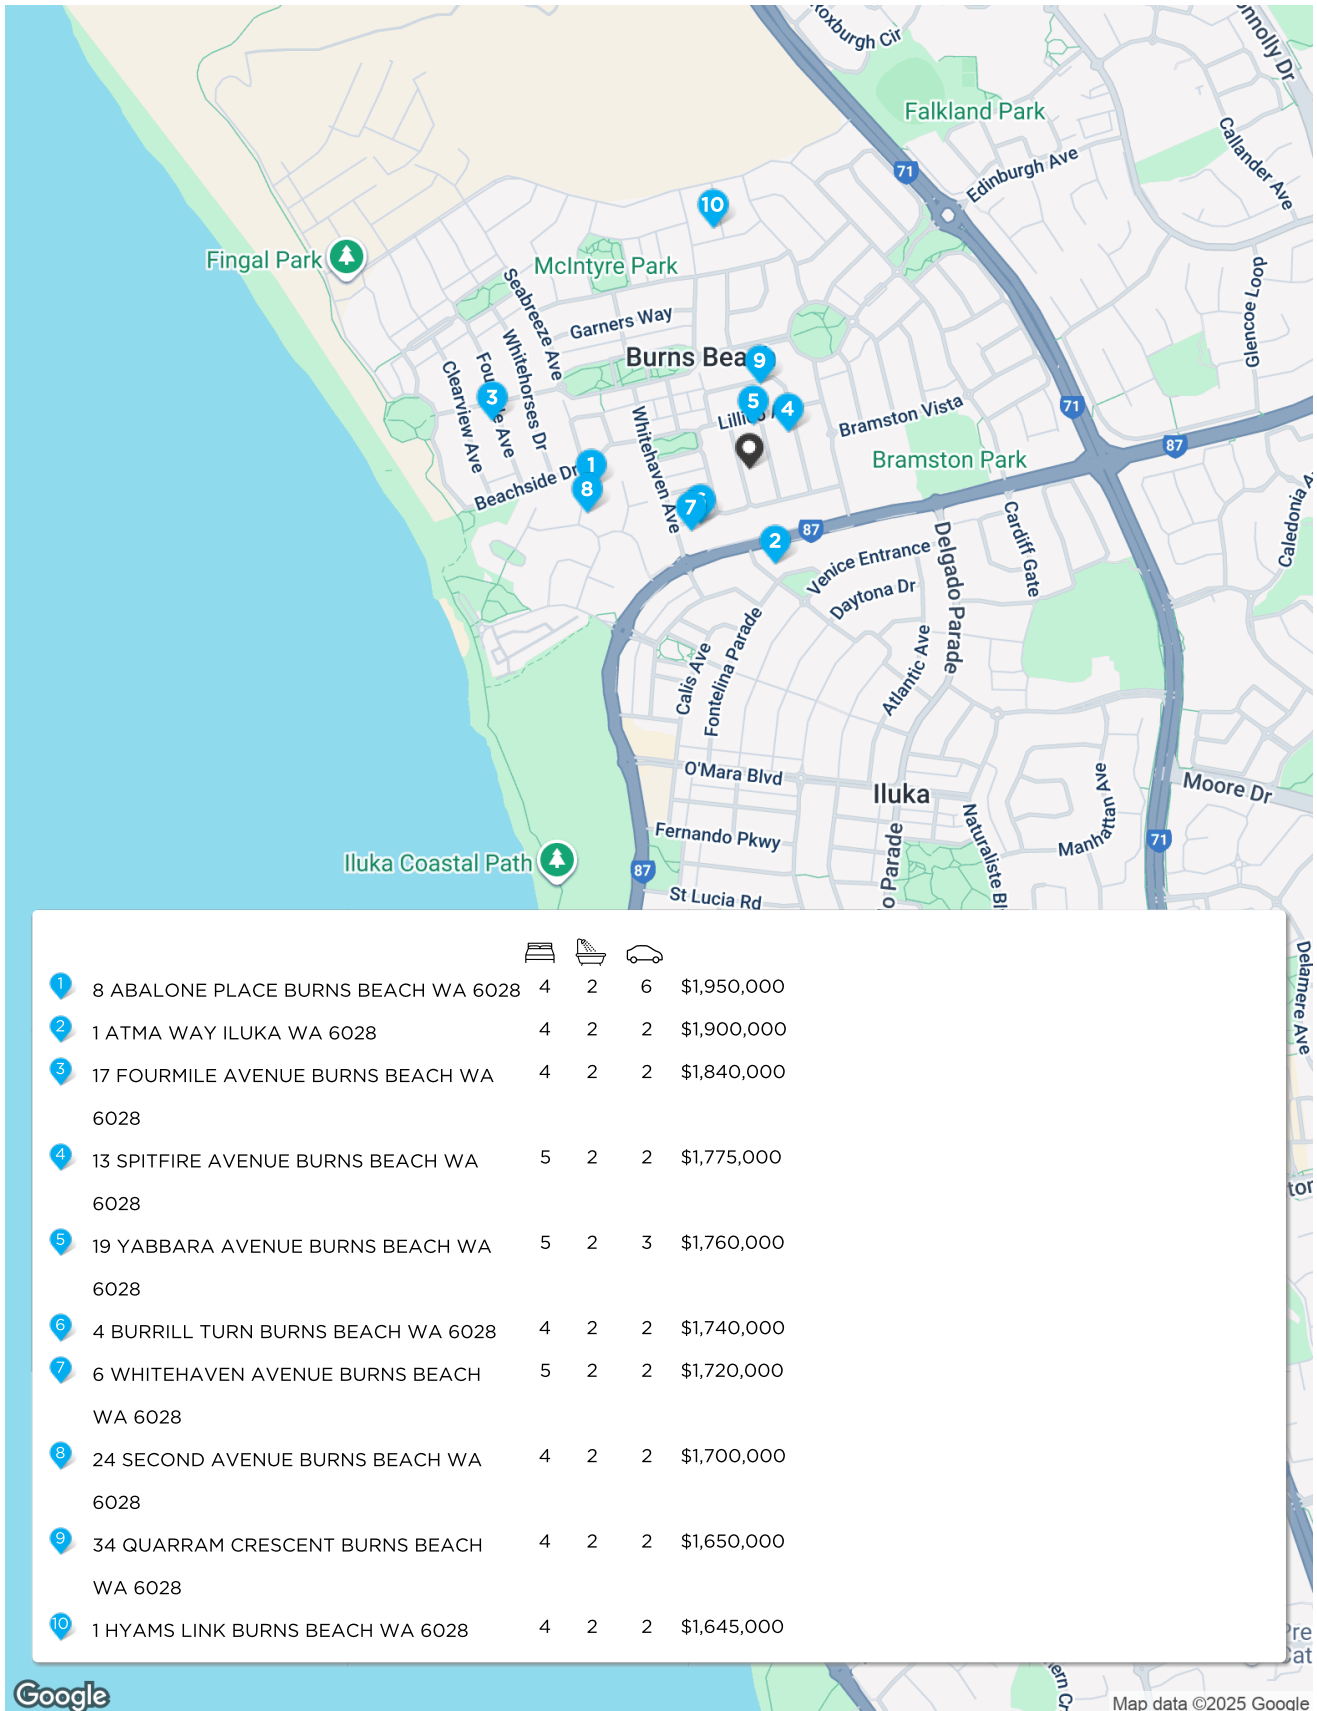 oxburgh Cir
onnolly Dr
Falkland Park
Callander Ave
71
Edinburgh Ave
10
Fingal Park
McIntyre Park
Seabreeze Ave
Glencoe Loop
Garners Way
Whitehorses Dr
Burns Bea
9
Clearview Ave
3
5
4
71
Bramston Vista
Whitehaven Ave
87
Bramston Park
1
Beachside Dr
8
7
87
2
Cardiff Gate
Venice Entrance
Delgado Parade
Daytona Dr
Calis Ave
Fontelina Parade
Atlantic Ave
O'Mara Blvd
Iluka
Moore Dr
Manhattan Ave
Fernando Pkwy
71
Iluka Coastal Path
87
St Lucia Rd
o Parade
Naturaliste Bl
Delamere Ave
1 8 ABALONE PLACE BURNS BEACH WA 6028 4 2 6 $1,950,000
2 1 ATMA WAY ILUKA WA 6028 4 2 2 $1,900,000
3 17 FOURMILE AVENUE BURNS BEACH WA 4 2 2 $1,840,000
6028
4 13 SPITFIRE AVENUE BURNS BEACH WA 5 2 2 $1,775,000
6028
5 19 YABBARA AVENUE BURNS BEACH WA 5 2 3 $1,760,000
6028
6 4 BURRILL TURN BURNS BEACH WA 6028 4 2 2 $1,740,000
7 6 WHITEHAVEN AVENUE BURNS BEACH 5 2 2 $1,720,000
WA 6028
8 24 SECOND AVENUE BURNS BEACH WA 4 2 2 $1,700,000
6028
9 34 QUARRAM CRESCENT BURNS BEACH 4 2 2 $1,650,000
WA 6028
10 1 HYAMS LINK BURNS BEACH WA 6028 4 2 2 $1,645,000
Google
Map data ©2025 Google